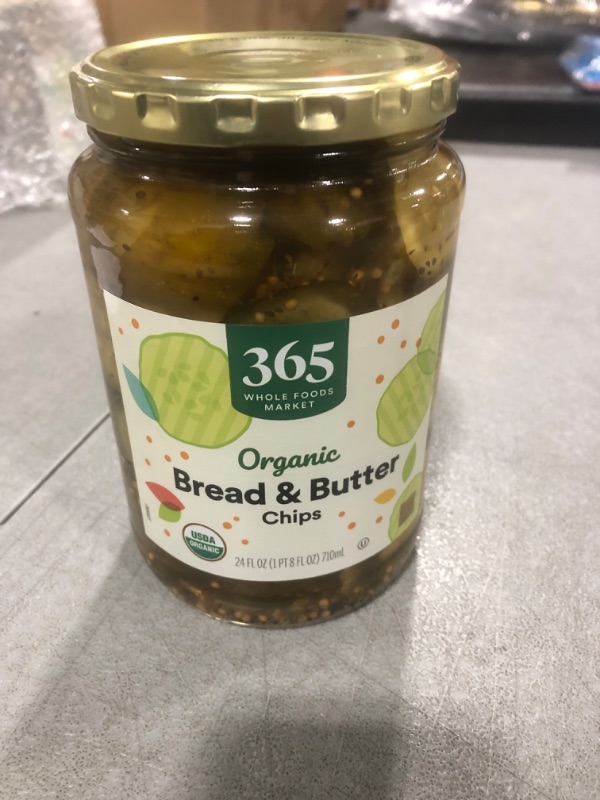 365
WHOLE FOODS
MARKET
Organic
Bread & Butter
Chips
USDA
ORGANIC
24 FL OZ (1 PT 8 FL OZ) 710mL